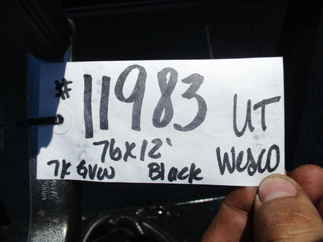 *11983 UT
76x12' Wesco
7K GVW Black